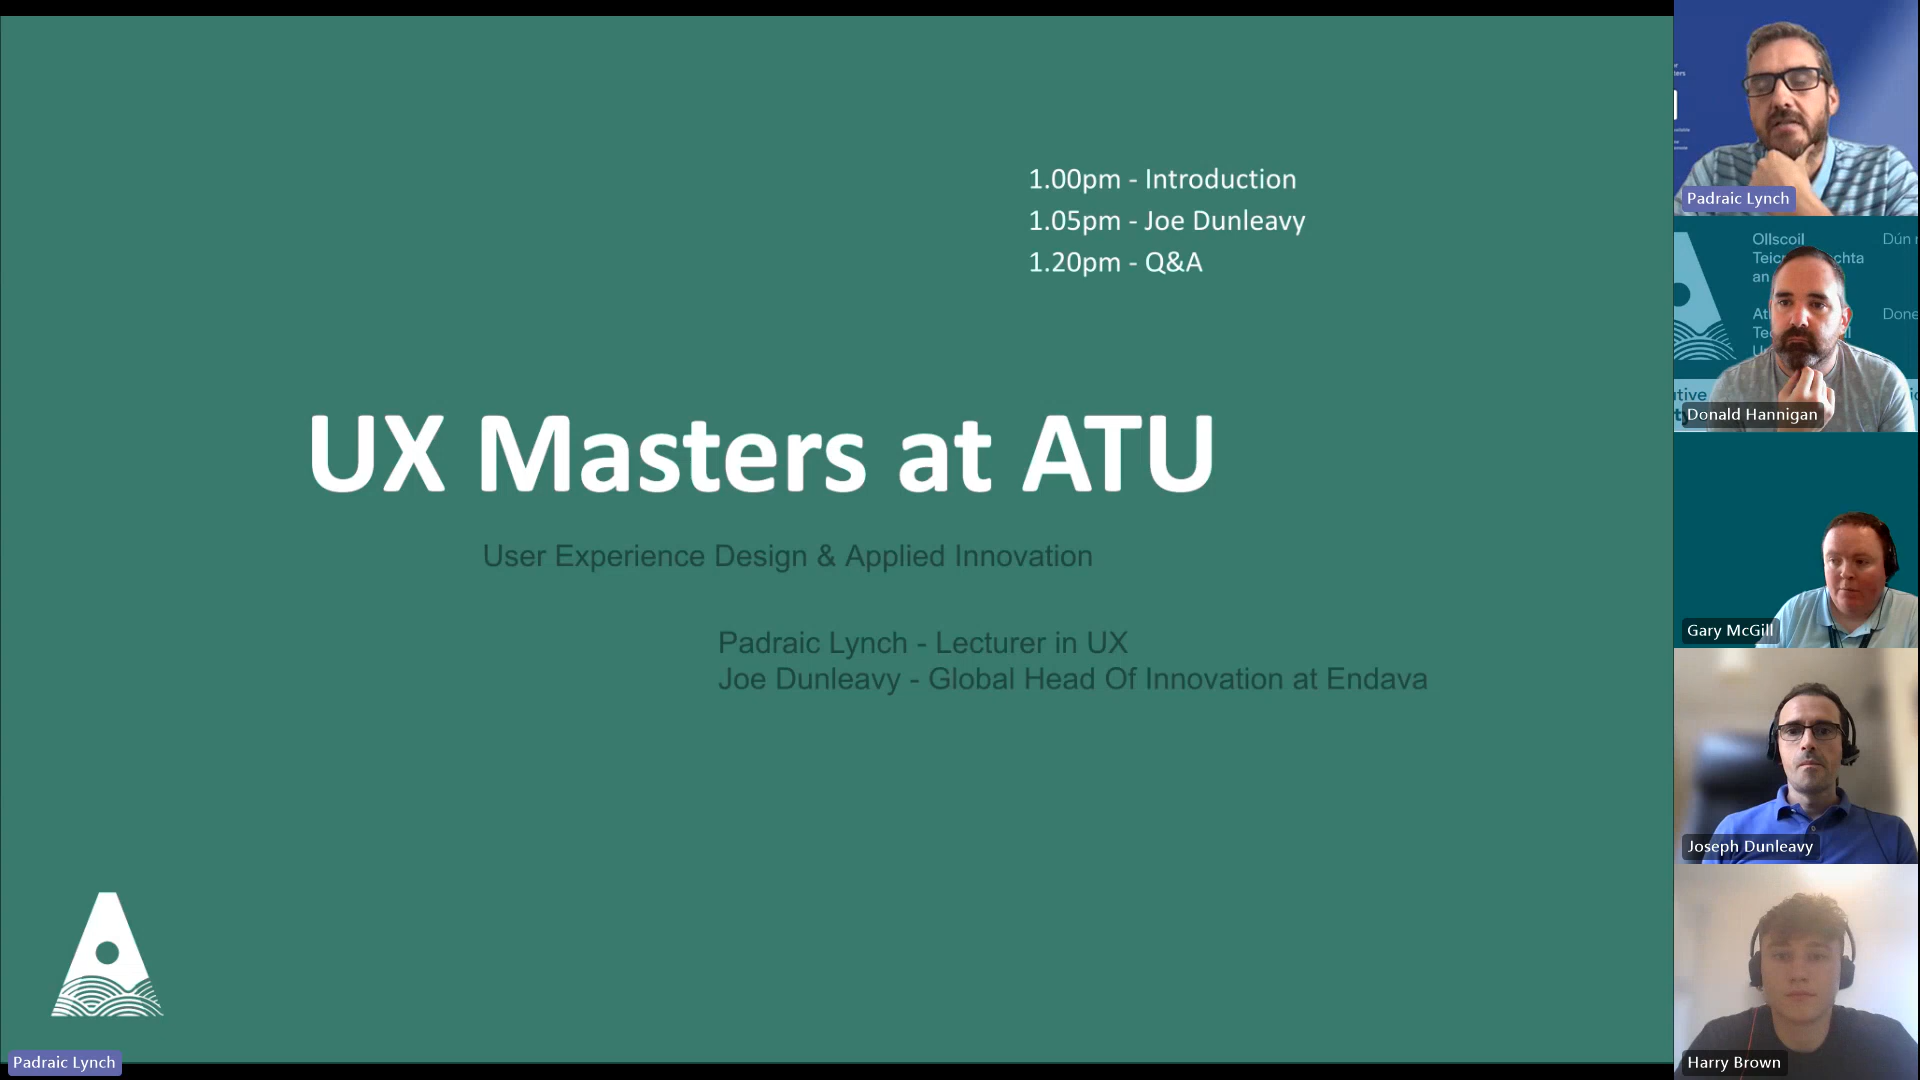 1.00pm - Introduction
1.05pm - Joe Dunleavy
1.20pm - Q&A
UX Masters at ATU
User Experience Design & Applied Innovation
Padraic Lynch - Lecturer in UX
Joe Dunleavy - Global Head Of Innovation at Endava
Padraic Lynch
Padraic Lynch
Ollscoil
Dún
an
Done
Donald Hannigan
Gary McGill
Joseph Dunleavy
Harry Brown